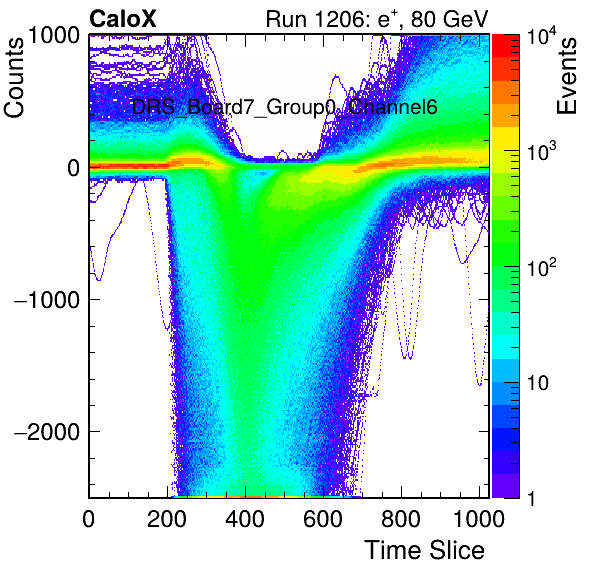 CaloX Run 1206: e⁺, 80 GeV
Counts
Events
DRS_Board7_Group0_Channel6
1000
0
−1000
−2000
0 200 400 600 800 1000
Time Slice
10⁴
10³
10²
10
1